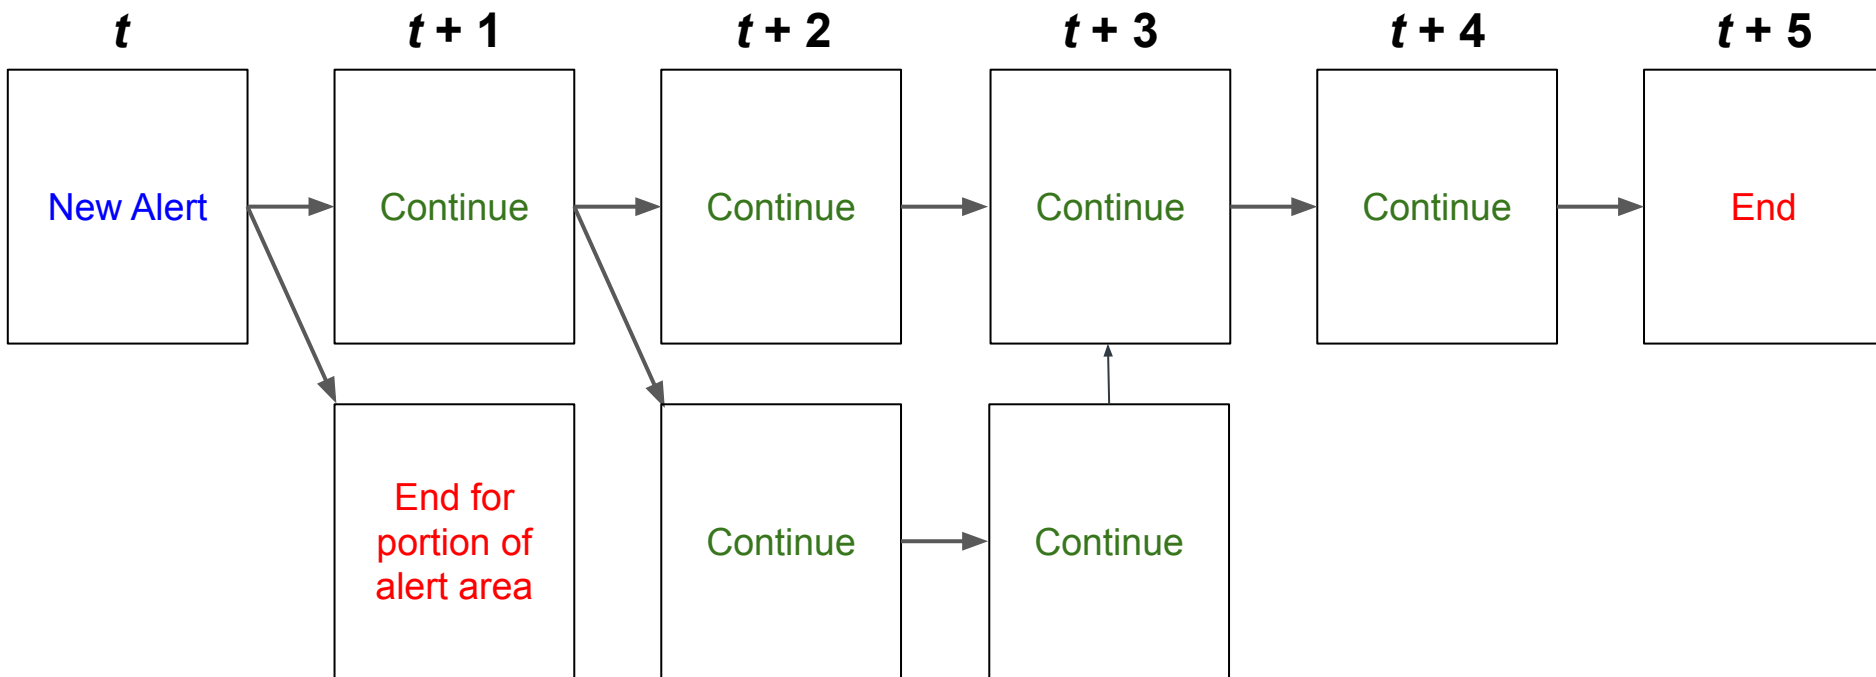 t
t + 1
t + 2
t + 3
t + 4
t + 5
New Alert
Continue
Continue
Continue
Continue
End
End for
portion of
alert area
Continue
Continue